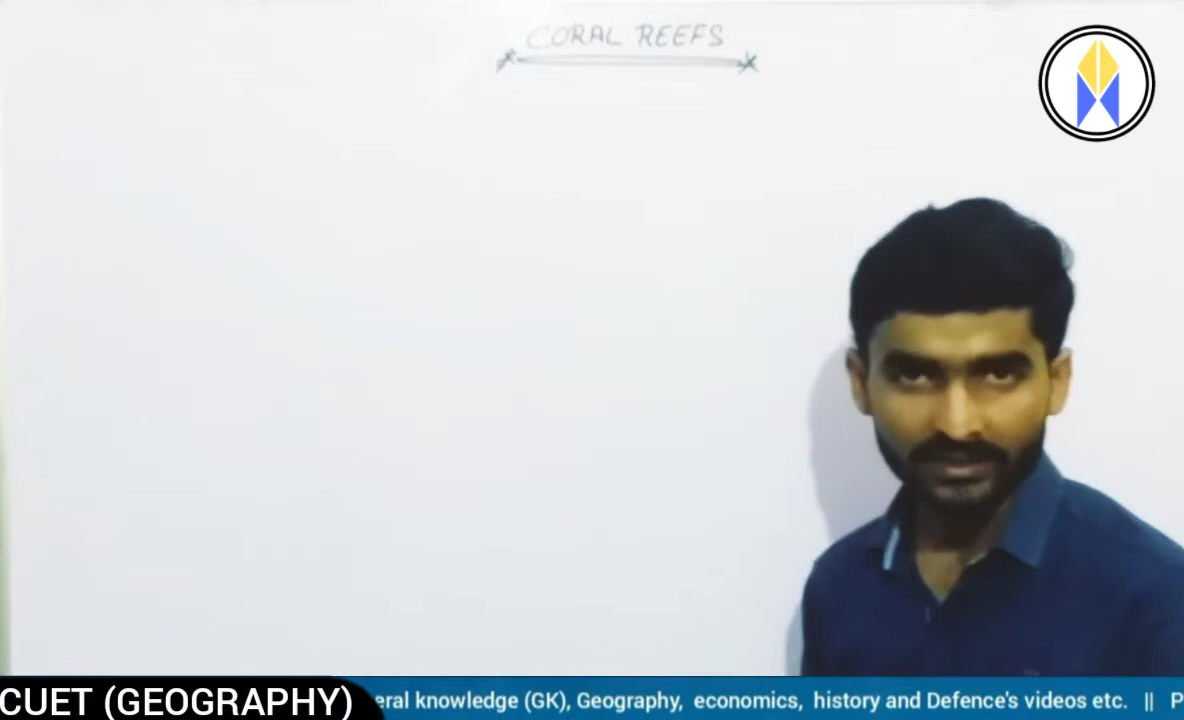 CORAL REEFS
CUET (GEOGRAPHY)
eral knowledge (GK), Geography, economics, history and Defence's videos etc. || P